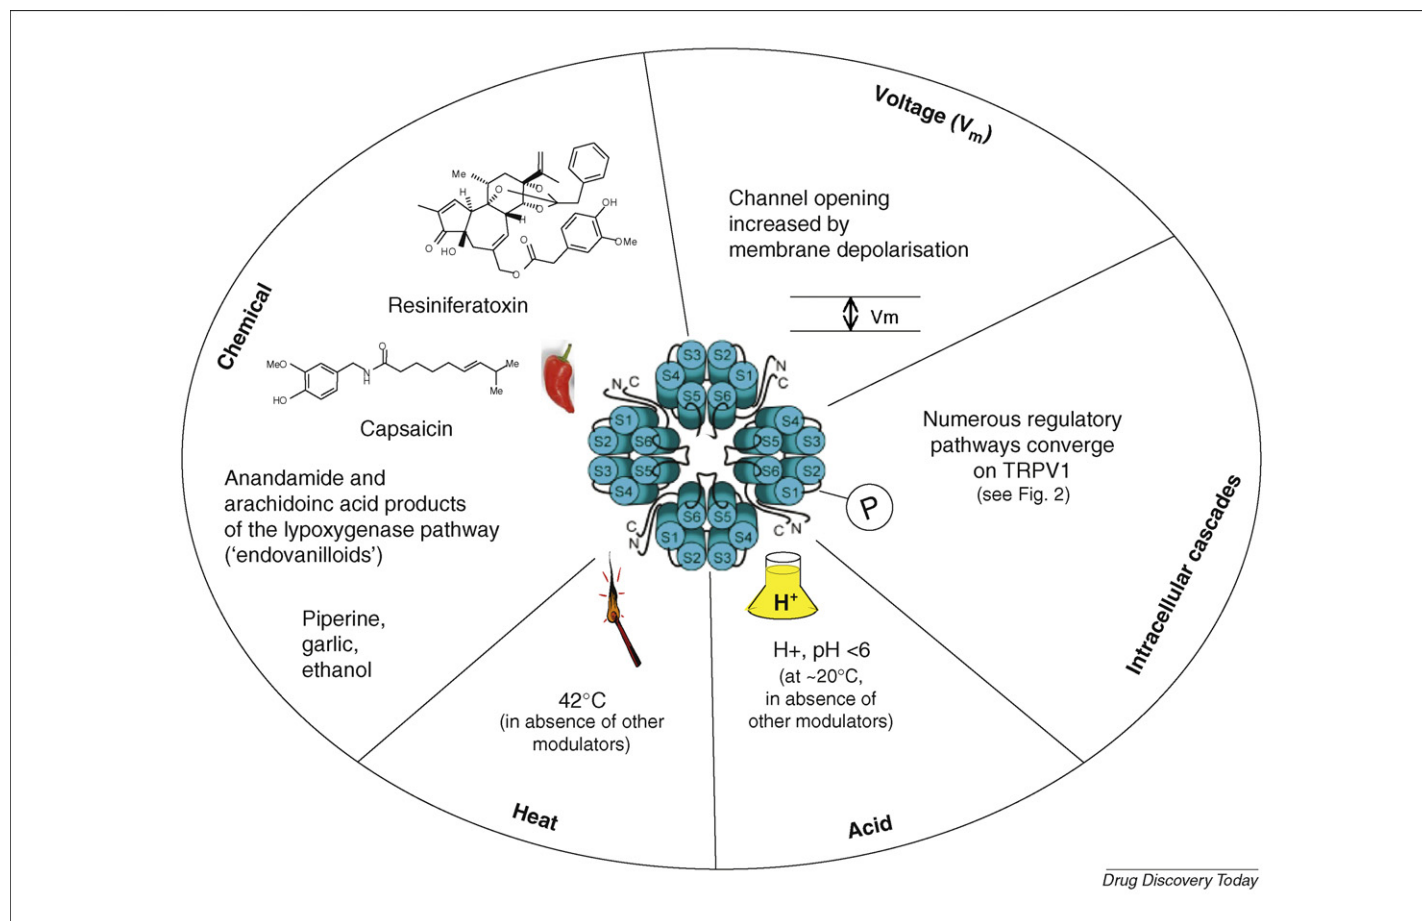 Voltage (Vm)
Channel opening
increased by
membrane depolarisation
Vm
Chemical
Me
H
O
O
O
H
O
HO
O
O
OH
OMe
Resiniferatoxin
MeO
HO
O
N
H
Me
Me
Capsaicin
Anandamide and
arachidoinc acid products
of the lypoxygenase pathway
(‘endovanilloids’)
Piperine,
garlic,
ethanol
S3 S2
S4 S1
S5 S6
N
C
N C
S1
S2 S6
S3 S5
S4
S4
S5 S3
S6 S2
S1
S6 S5
S1 S4
S2 S3
C
N
C N
P
Numerous regulatory
pathways converge
on TRPV1
(see Fig. 2)
Intracellular cascades
H+
H+, pH <6
(at ~20°C,
in absence of
other modulators)
Acid
42°C
(in absence of other
modulators)
Heat
Drug Discovery Today